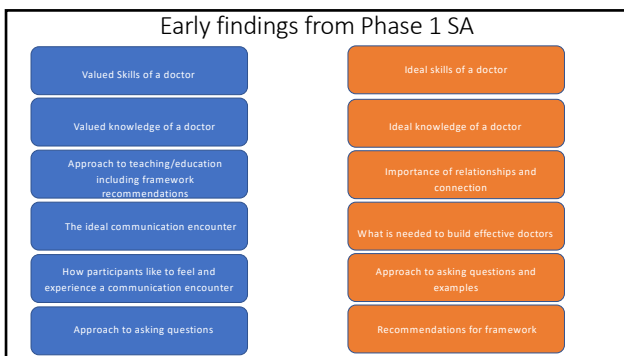 Early findings from Phase 1 SA
Valued Skills of a doctor
Valued knowledge of a doctor
Approach to teaching/education
including framework
recommendations
The ideal communication encounter
How participants like to feel and
experience a communication encounter
Approach to asking questions
Ideal skills of a doctor
Ideal knowledge of a doctor
Importance of relationships and
connection
What is needed to build effective doctors
Approach to asking questions and
examples
Recommendations for framework